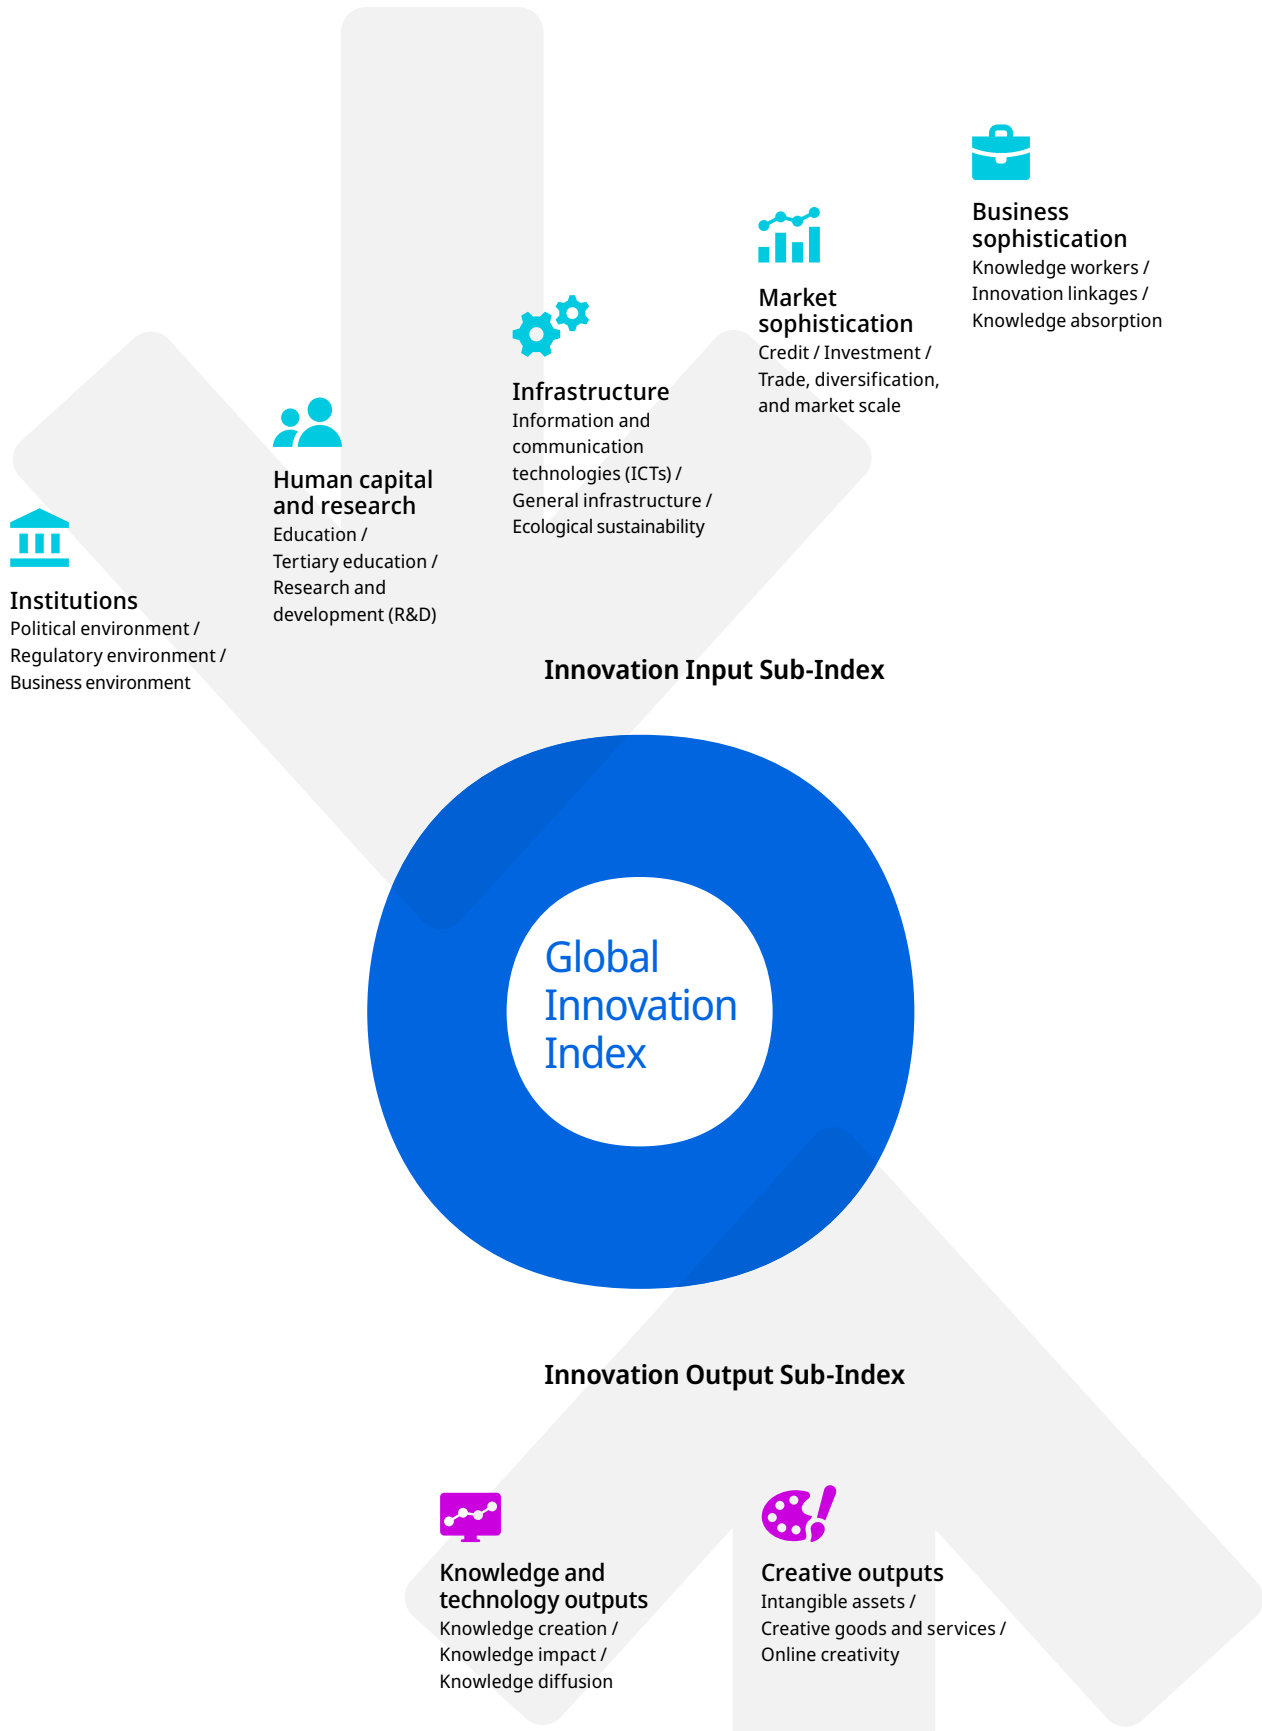 Business
sophistication
Knowledge workers /
Innovation linkages /
Knowledge absorption
Market
sophistication
Credit / Investment /
Trade, diversification,
and market scale
Infrastructure
Information and
communication
technologies (ICTs) /
General infrastructure /
Ecological sustainability
Human capital
and research
Education /
Tertiary education /
Research and
development (R&D)
Institutions
Political environment /
Regulatory environment /
Business environment
Innovation Input Sub-Index
Global
Innovation
Index
Innovation Output Sub-Index
Knowledge and
technology outputs
Knowledge creation /
Knowledge impact /
Knowledge diffusion
Creative outputs
Intangible assets /
Creative goods and services /
Online creativity